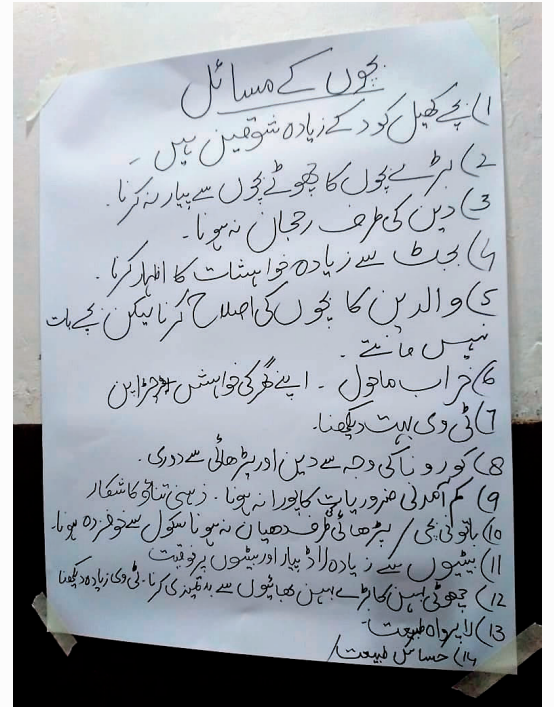 بچوں کے مسائل
1) بچے کھیل کود کے زیادہ شوقین ہیں ۔
2) بڑے بچوں کا چھوٹے بچوں سے پیار نہ کرنا ۔
3) دین کی طرف رحجان نہ ہونا ۔
4) بجٹ سے زیادہ خواہشات کا اظہار کرنا ۔
5) والدین کا بچوں کی اصلاح کرنا لیکن بچے بات
نہیں مانتے ۔
6) خراب ماحول ۔ اپنے گھر کی خواہش
7) ٹی وی بہت دیکھنا۔
8) کورونا کی وجہ سے دین اور پڑھائی سے دوری ۔
9) کم آمدنی ضروریات کا پورا نہ ہونا ۔ ذہنی تنائو کا شکار
10) باتونی بچی / پڑھائی طرف دھیان نہ ہونا سکول سے خوفزدہ ہونا۔
11) بیٹیوں سے زیادہ لاڈ پیار اور بیٹوں پر فوقیت
12) چھوٹی بہن کا بڑے بہن بھائیوں سے بدتمیزی کرنا ۔ ٹی وی زیادہ دیکھنا
13) لاپرواہ طبیعت ۔
14) حساس طبیعت /